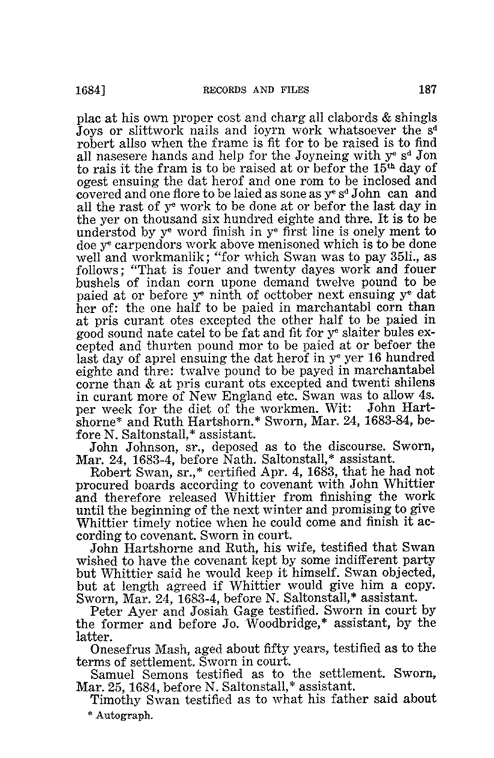 1684] RECORDS AND FILES 187
plac at his own proper cost and charg all clabords & shingls
Joys or slittwork nails and ioyrn work whatsoever the sᵈ
robert allso when the frame is fit for to be raised is to find
all nasesere hands and help for the Joyneing with yᵉ sᵈ Jon
to rais it the fram is to be raised at or befor the 15ᵗʰ day of
ogest ensuing the dat herof and one rom to be inclosed and
covered and one flore to be laied as sone as yᵉ sᵈ John can and
all the rast of yᵉ work to be done at or befor the last day in
the yer on thousand six hundred eighte and thre. It is to be
understod by yᵉ word finish in yᵉ first line is onely ment to
doe yᵉ carpendors work above menisoned which is to be done
well and workmanlik; “for which Swan was to pay 35li., as
follows; “That is fouer and twenty dayes work and fouer
bushels of indan corn upone demand twelve pound to be
paied at or before yᵉ ninth of octtober next ensuing yᵉ dat
her of: the one half to be paied in marchantabl corn than
at pris curant otes excepted the other half to be paied in
good sound nate catel to be fat and fit for yᵉ slaiter bules ex-
cepted and thurten pound mor to be paied at or befoer the
last day of aprel ensuing the dat herof in yᵉ yer 16 hundred
eighte and thre: twalve pound to be payed in marchantabel
corne than & at pris curant ots excepted and twenti shilens
in curant more of New England etc. Swan was to allow 4s.
per week for the diet of the workmen. Wit: John Hart-
shorne* and Ruth Hartshorn.* Sworn, Mar. 24, 1683-84, be-
fore N. Saltonstall,* assistant.
John Johnson, sr., deposed as to the discourse. Sworn,
Mar. 24, 1683-4, before Nath. Saltonstall,* assistant.
Robert Swan, sr.,* certified Apr. 4, 1683, that he had not
procured boards according to covenant with John Whittier
and therefore released Whittier from finishing the work
until the beginning of the next winter and promising to give
Whittier timely notice when he could come and finish it ac-
cording to covenant. Sworn in court.
John Hartshorne and Ruth, his wife, testified that Swan
wished to have the covenant kept by some indifferent party
but Whittier said he would keep it himself. Swan objected,
but at length agreed if Whittier would give him a copy.
Sworn, Mar. 24, 1683-4, before N. Saltonstall,* assistant.
Peter Ayer and Josiah Gage testified. Sworn in court by
the former and before Jo. Woodbridge,* assistant, by the
latter.
Onesefrus Mash, aged about fifty years, testified as to the
terms of settlement. Sworn in court.
Samuel Semons testified as to the settlement. Sworn,
Mar. 25, 1684, before N. Saltonstall,* assistant.
Timothy Swan testified as to what his father said about
* Autograph.